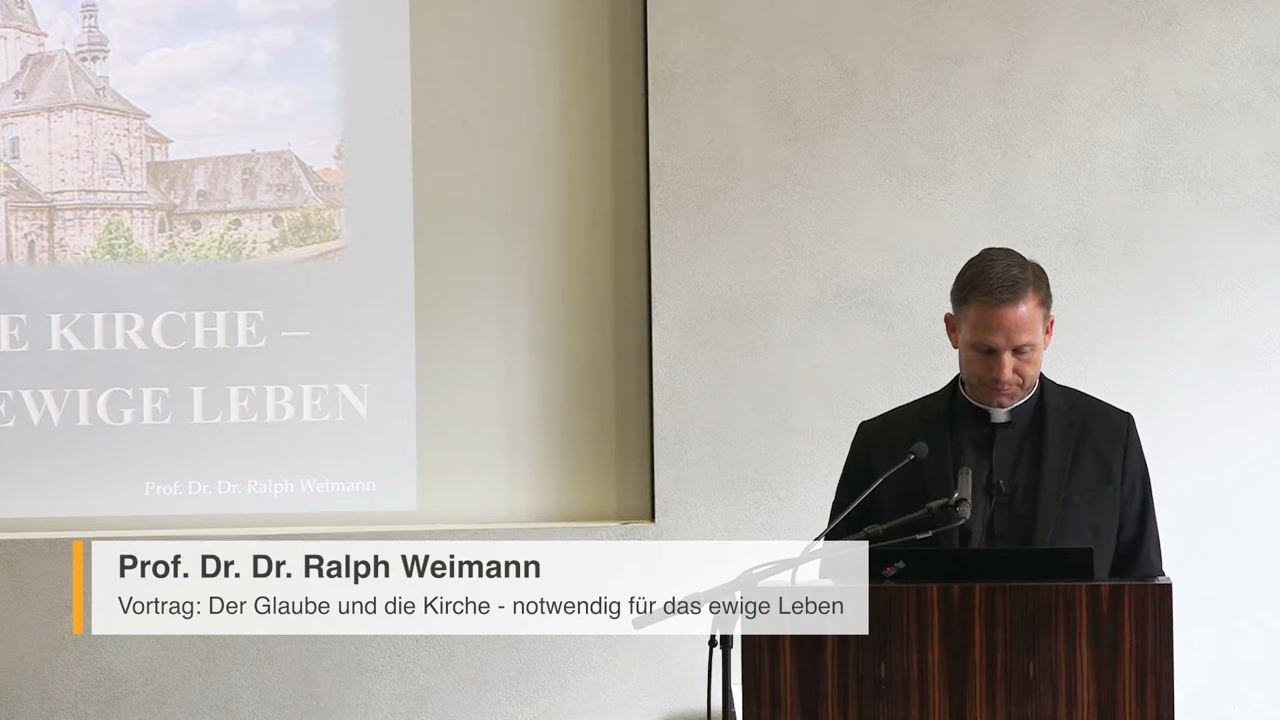 E KIRCHE –
EWIGE LEBEN
Prof. Dr. Dr. Ralph Weimann
Prof. Dr. Dr. Ralph Weimann
Vortrag: Der Glaube und die Kirche - notwendig für das ewige Leben